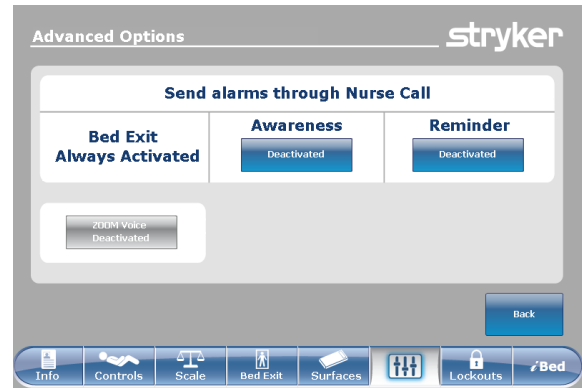 Advanced Options
stryker
Send alarms through Nurse Call
Bed Exit
Always Activated
Awareness
Deactivated
Reminder
Deactivated
ZOOM Voice
Deactivated
Back
Info
Controls
Scale
Bed Exit
Surfaces
Lockouts
iBed